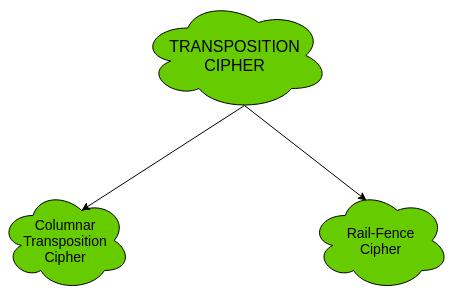 TRANSPOSITION
CIPHER
Columnar
Transposition
Cipher
Rail-Fence
Cipher